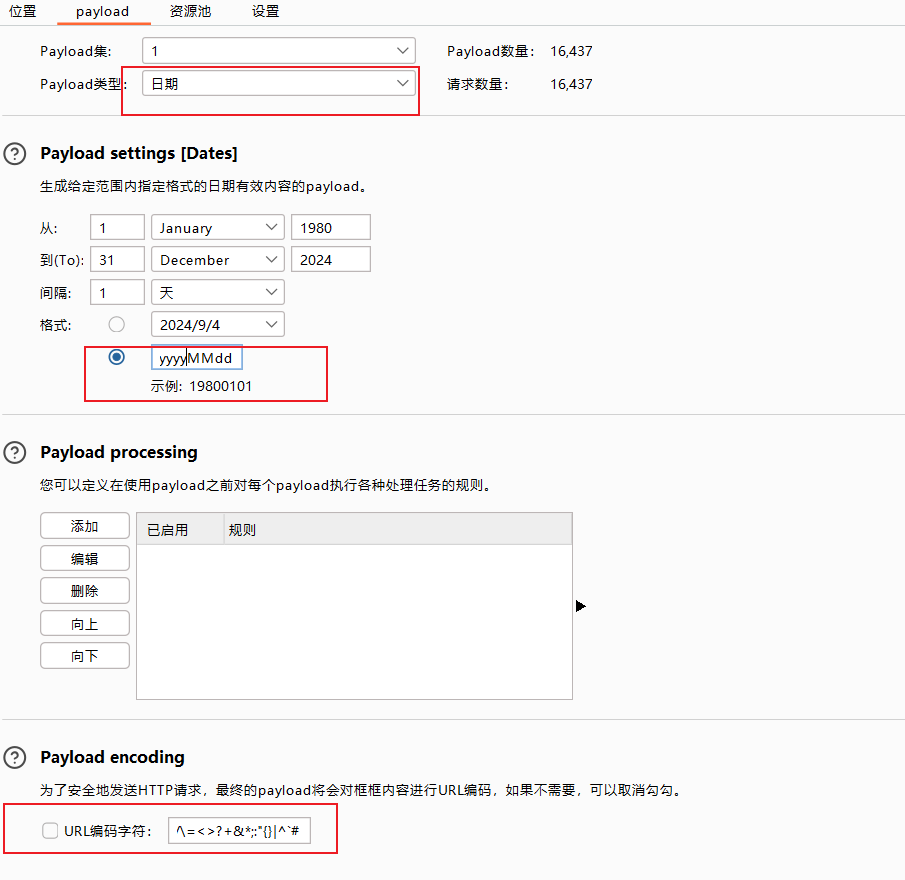 位置 payload 资源池 设置
Payload集: 1 Payload数量: 16,437
Payload类型: 日期 请求数量: 16,437
Payload settings [Dates]
生成给定范围内指定格式的日期有效内容的payload。
从: 1 January 1980
到(To): 31 December 2024
间隔: 1 天
格式: 2024/9/4
yyyyMMdd
示例: 19800101
Payload processing
您可以定义在使用payload之前对每个payload执行各种处理任务的规则。
添加 已启用 规则
编辑
删除
向上
向下
Payload encoding
为了安全地发送HTTP请求，最终的payload将会对框框内容进行URL编码，如果不需要，可以取消勾勾。
URL编码字符: /\=<>?+&*;:"{}|^`#